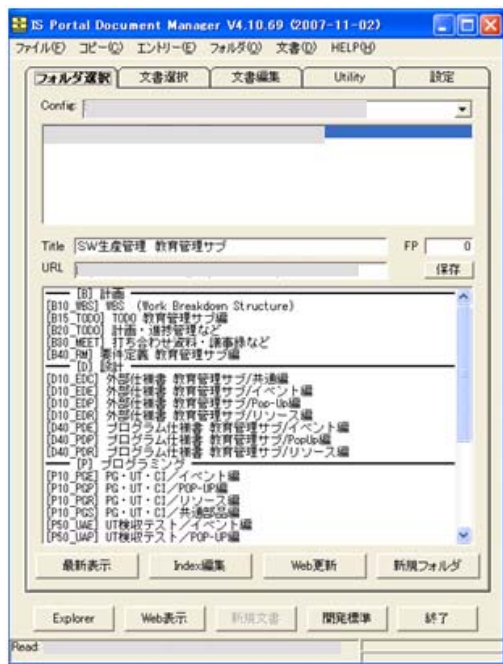 IS Portal Document Manager V4.10.69 (2007-11-02)
ファイル(F) コピー(C) エントリー(E) フォルダ(Q) 文書(D) HELP(H)
フォルダ選択 文書選択 文書編集 Utility 設定
Config:
Title SW生産管理 教育管理サブ FP 0
URL 保存
[B] 計画
[B10_WBS] WBS (Work Breakdown Structure)
[B15_TODO] TODO 教育管理サブ編
[B20_TODO] 計画・進捗管理など
[B30_MEET] 打ち合わせ資料・議事録など
[B40_RM] 要件定義 教育管理サブ編
[D] 設計
[D10_EDC] 外部仕様書 教育管理サブ/共通編
[D10_EDE] 外部仕様書 教育管理サブ/イベント編
[D10_EDP] 外部仕様書 教育管理サブ/Pop-Up編
[D10_EDR] 外部仕様書 教育管理サブ/リソース編
[D40_PDE] プログラム仕様書 教育管理サブ/イベント編
[D40_PDP] プログラム仕様書 教育管理サブ/PopUp編
[D40_PDR] プログラム仕様書 教育管理サブ/リソース編
[P] プログラミング
[P10_PGE] PG・UT・CI/イベント編
[P10_PGP] PG・UT・CI/POP-UP編
[P10_PGR] PG・UT・CI/リソース編
[P10_PGS] PG・UT・CI/共通部品編
[P50_UAE] UT検収テスト/イベント編
[P50_UAP] UT検収テスト/POP-UP編
最新表示 Index編集 Web更新 新規フォルダ
Explorer Web表示 新規文書 開発標準 終了
Read: